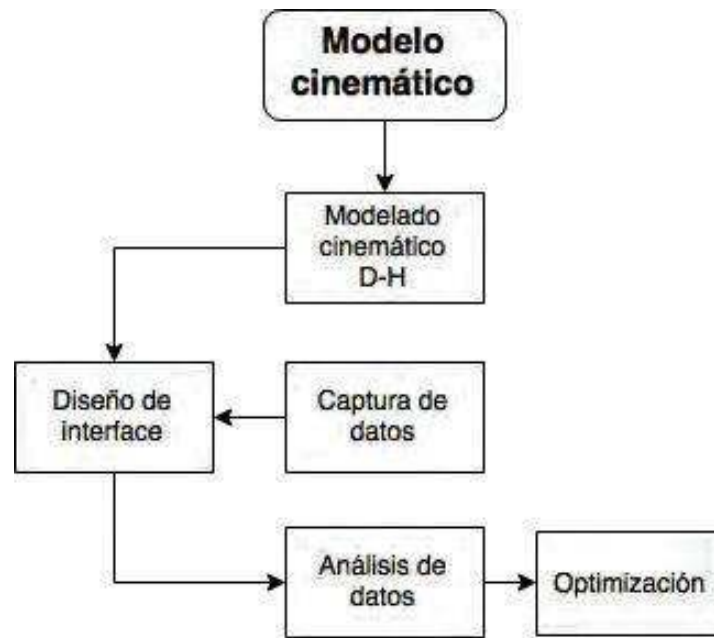 Modelo
cinemático
Modelado
cinemático
D-H
Diseño de
interface
Captura de
datos
Análisis de
datos
Optimización